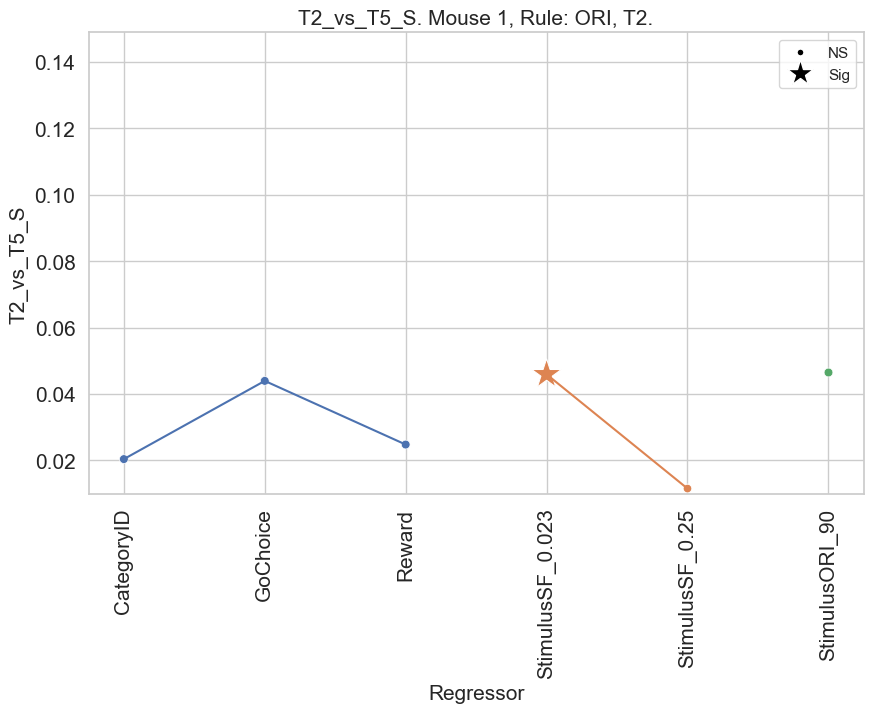 T2_vs_T5_S. Mouse 1, Rule: ORI, T2.
NS
Sig
0.14
0.12
0.10
0.08
0.06
0.04
0.02
T2_vs_T5_S
CategoryID
GoChoice
Reward
StimulusSF_0.023
StimulusSF_0.25
StimulusORI_90
Regressor